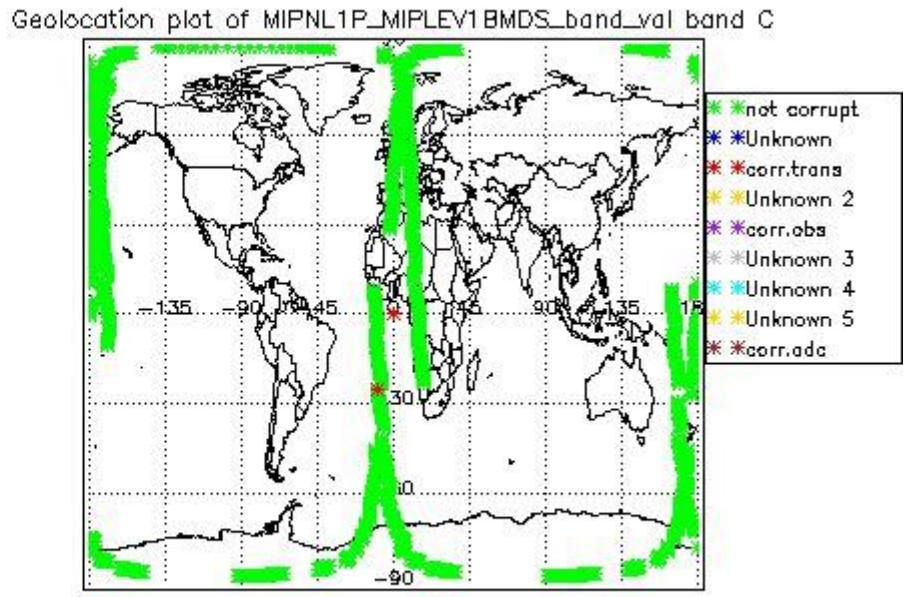 Geolocation plot of MIPNL1P_MIPLEV1BMDS_band_val band C
not corrupt
Unknown
corr.trans
Unknown 2
corr.obs
Unknown 3
Unknown 4
Unknown 5
corr.adc
-135 -90 -45 45 90 135 18
30
60
-90